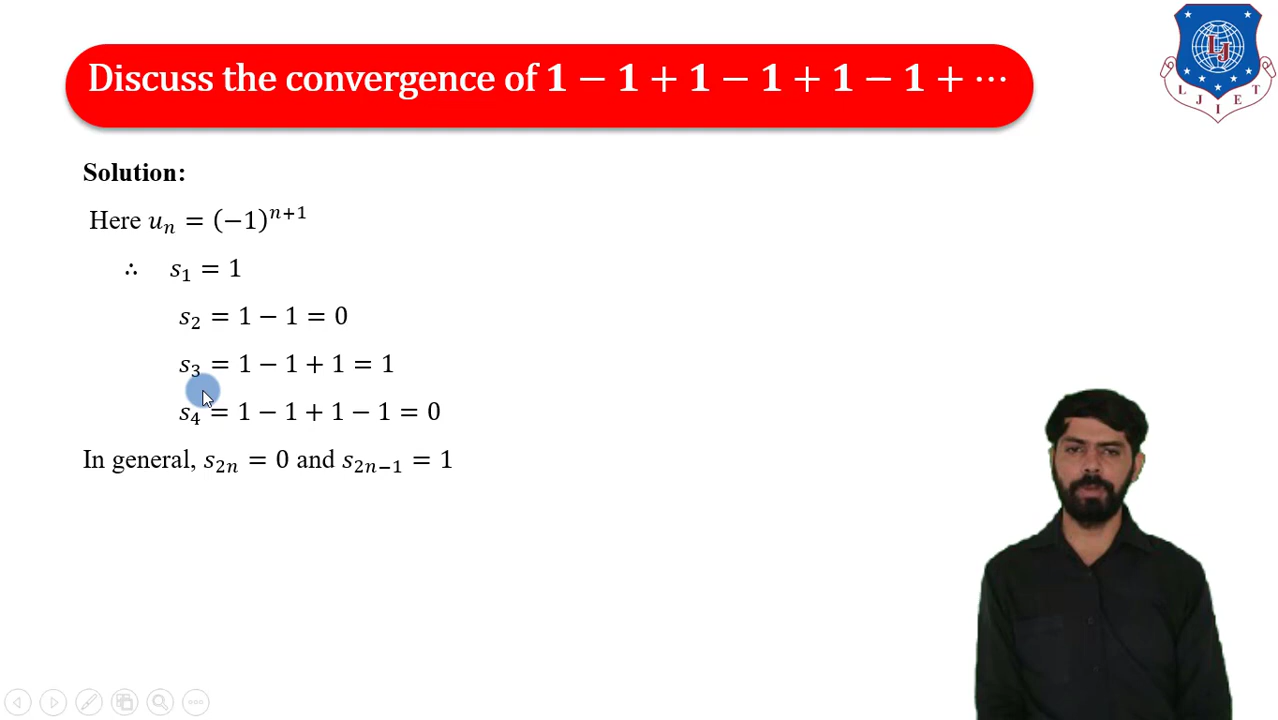 Discuss the convergence of 1 − 1 + 1 − 1 + 1 − 1 + ⋯
LJ
L J I E T
Solution:
Here uₙ = (−1)ⁿ⁺¹
∴ s₁ = 1
s₂ = 1 − 1 = 0
s₃ = 1 − 1 + 1 = 1
s₄ = 1 − 1 + 1 − 1 = 0
In general, s₂ₙ = 0 and s₂ₙ₋₁ = 1